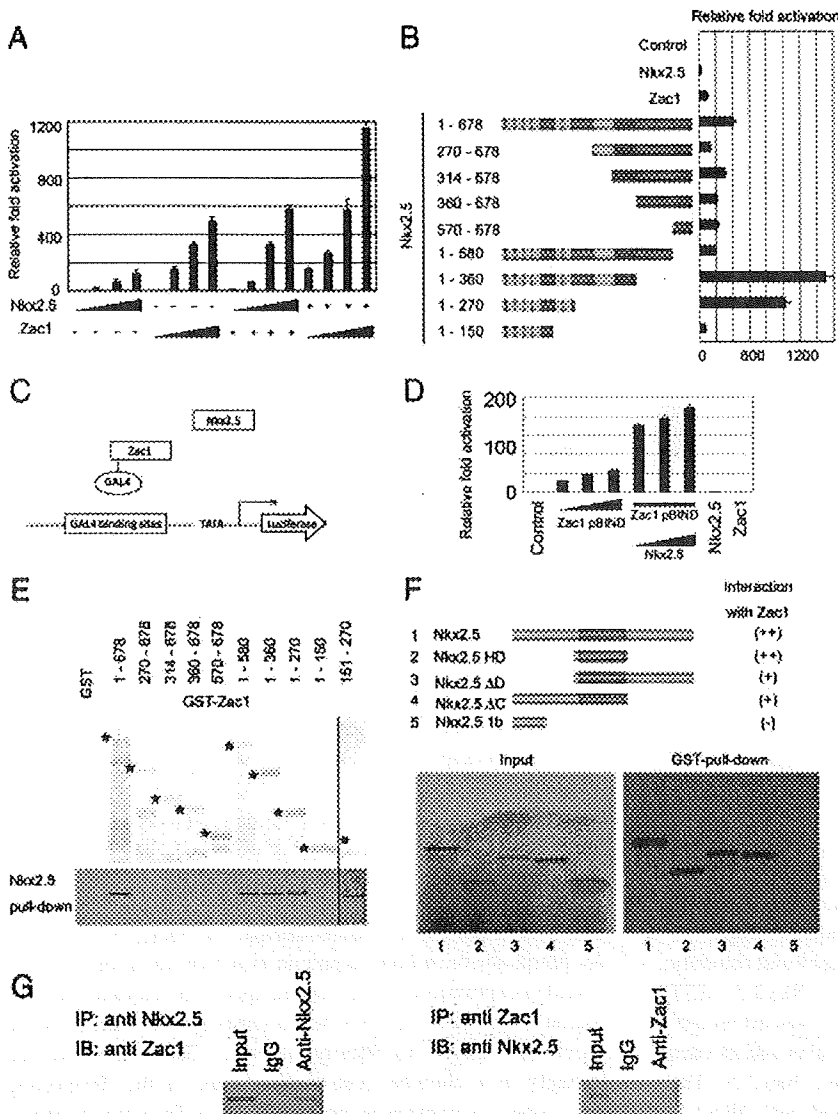 A
1200
800
400
0
Relative fold activation
Nkx2.5
Zac1
- - - -
+ + + +
- - - -
+ + + +
B
Relative fold activation
Control
Nkx2.5
Zac1
Nkx2.5
1 - 678
270 - 678
314 - 678
360 - 678
570 - 678
1 - 580
1 - 360
1 - 270
1 - 150
0 600 1200
C
Nkx2.5
Zac1
GAL4
GAL4 binding sites
TATA
Luciferase
D
200
100
0
Relative fold activation
Control
Zac1 pBIND
Zac1 pBIND
Nkx2.5
Nkx2.5
Zac1
E
GST
1 - 678
270 - 678
314 - 678
360 - 678
570 - 678
1 - 580
1 - 360
1 - 270
1 - 150
151 - 270
GST-Zac1
Nkx2.5
pull-down
F
Interaction
with Zac1
1 Nkx2.5 (++)
2 Nkx2.5 HD (++)
3 Nkx2.5 ΔD (+)
4 Nkx2.5 ΔC (+)
5 Nkx2.5 1b (-)
Input
GST-pull-down
1 2 3 4 5
1 2 3 4 5
G
IP: anti Nkx2.5
IB: anti Zac1
Input
IgG
Anti-Nkx2.5
IP: anti Zac1
IB: anti Nkx2.5
Input
IgG
Anti-Zac1